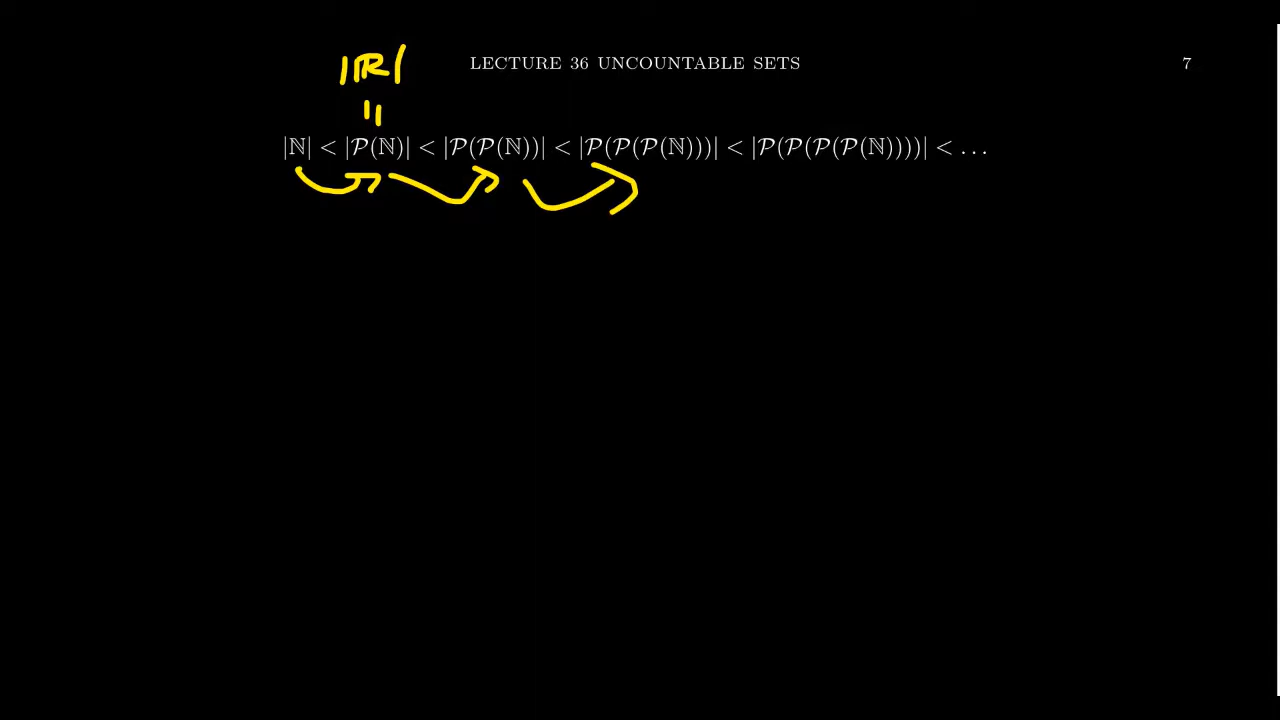 |ℝ|
LECTURE 36 UNCOUNTABLE SETS 7
=
|ℕ| < |𝒫(ℕ)| < |𝒫(𝒫(ℕ))| < |𝒫(𝒫(𝒫(ℕ)))| < |𝒫(𝒫(𝒫(𝒫(ℕ))))| < ...